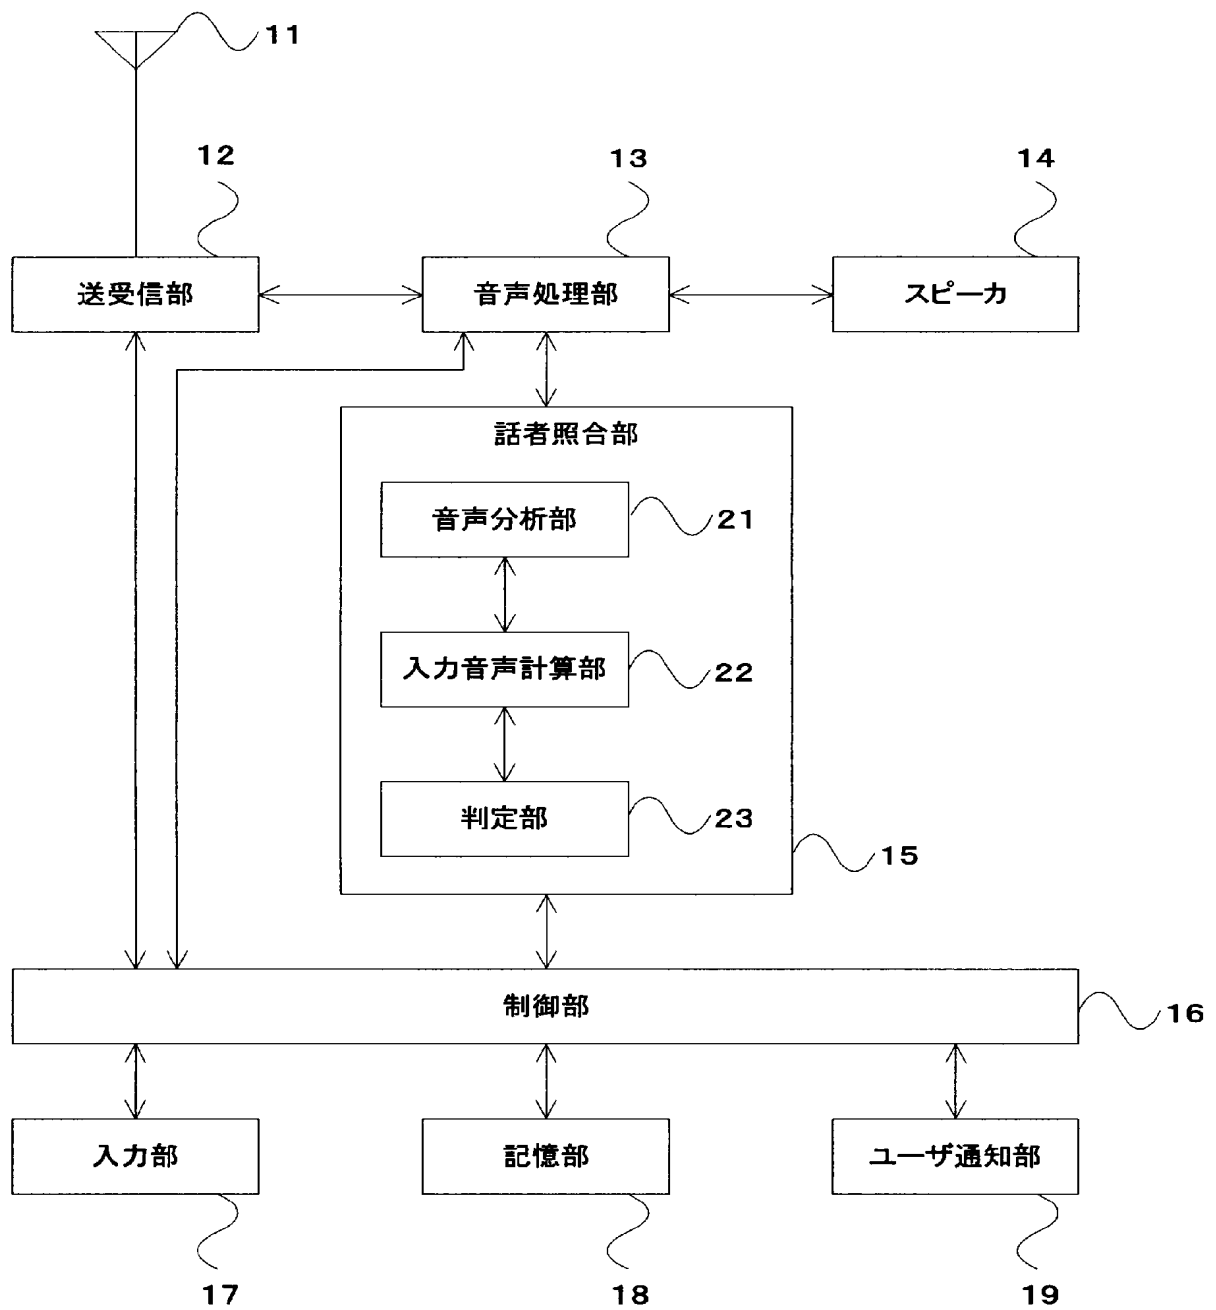 11
12
13
14
送受信部
音声処理部
スピーカ
話者照合部
音声分析部
21
入力音声計算部
22
判定部
23
15
制御部
16
入力部
記憶部
ユーザ通知部
17
18
19